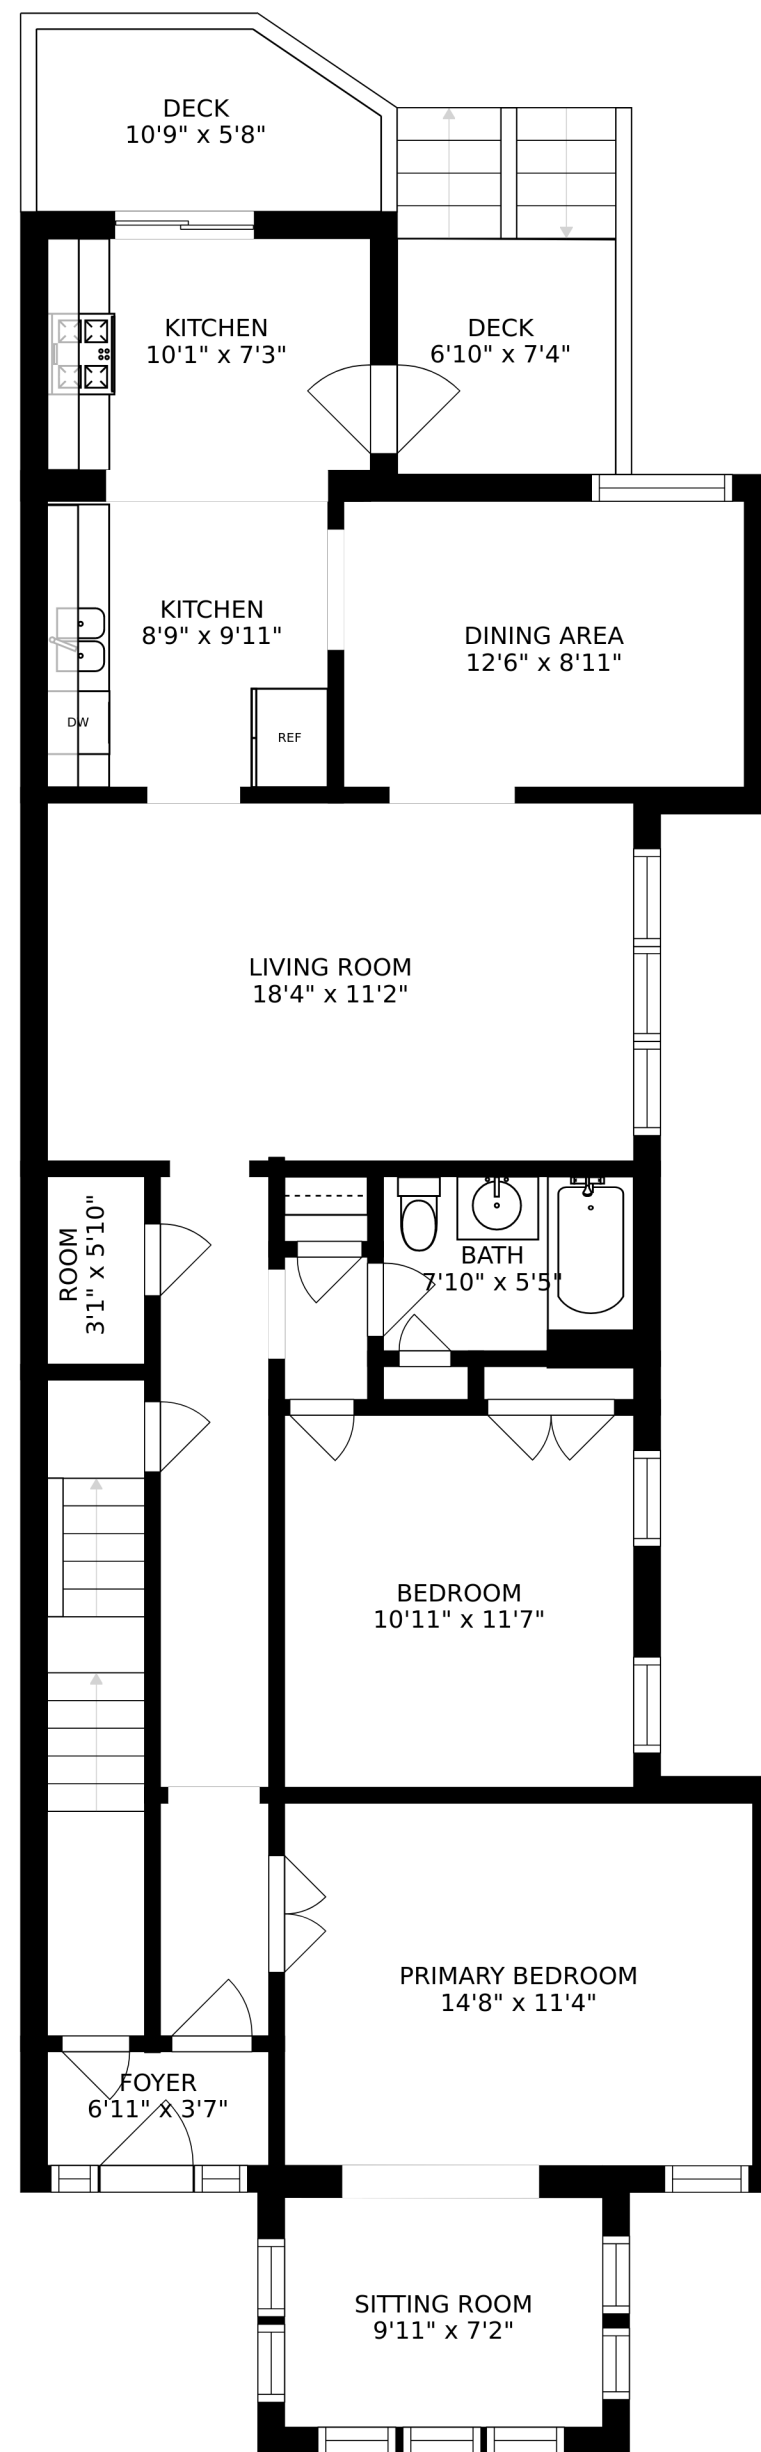 DECK
10'9" x 5'8"
KITCHEN
10'1" x 7'3"
DECK
6'10" x 7'4"
KITCHEN
8'9" x 9'11"
DINING AREA
12'6" x 8'11"
DW
REF
LIVING ROOM
18'4" x 11'2"
ROOM
3'1" x 5'10"
BATH
7'10" x 5'5"
BEDROOM
10'11" x 11'7"
PRIMARY BEDROOM
14'8" x 11'4"
FOYER
6'11" x 3'7"
SITTING ROOM
9'11" x 7'2"